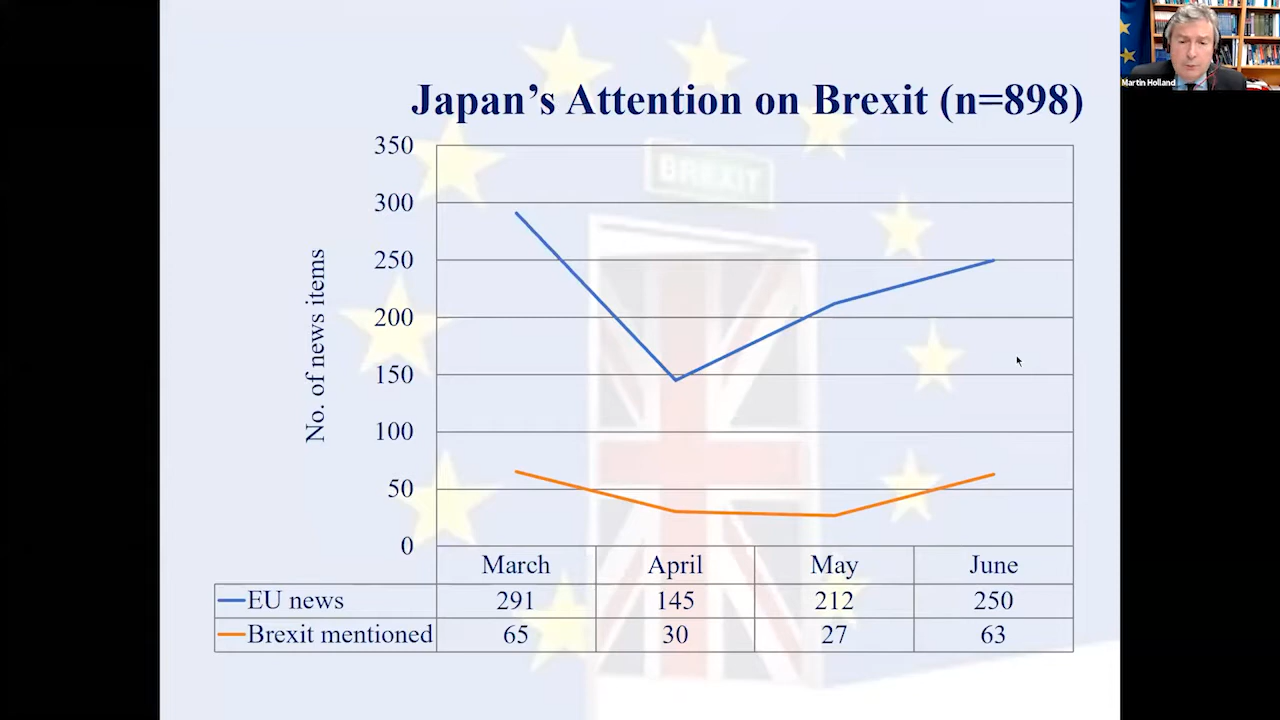 Martin Holland
Japan's Attention on Brexit (n=898)
BREXIT
No. of news items
350
300
250
200
150
100
50
0
March April May June
EU news 291 145 212 250
Brexit mentioned 65 30 27 63